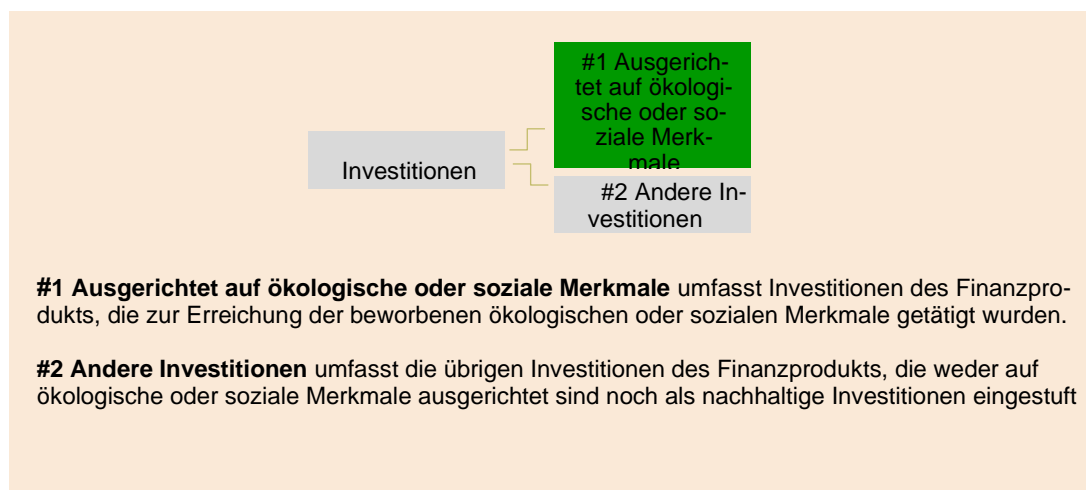 #1 Ausgerich-
tet auf ökologi-
sche oder so-
ziale Merk-
male
Investitionen
#2 Andere In-
vestitionen
#1 Ausgerichtet auf ökologische oder soziale Merkmale umfasst Investitionen des Finanzpro-
dukts, die zur Erreichung der beworbenen ökologischen oder sozialen Merkmale getätigt wurden.
#2 Andere Investitionen umfasst die übrigen Investitionen des Finanzprodukts, die weder auf
ökologische oder soziale Merkmale ausgerichtet sind noch als nachhaltige Investitionen eingestuft